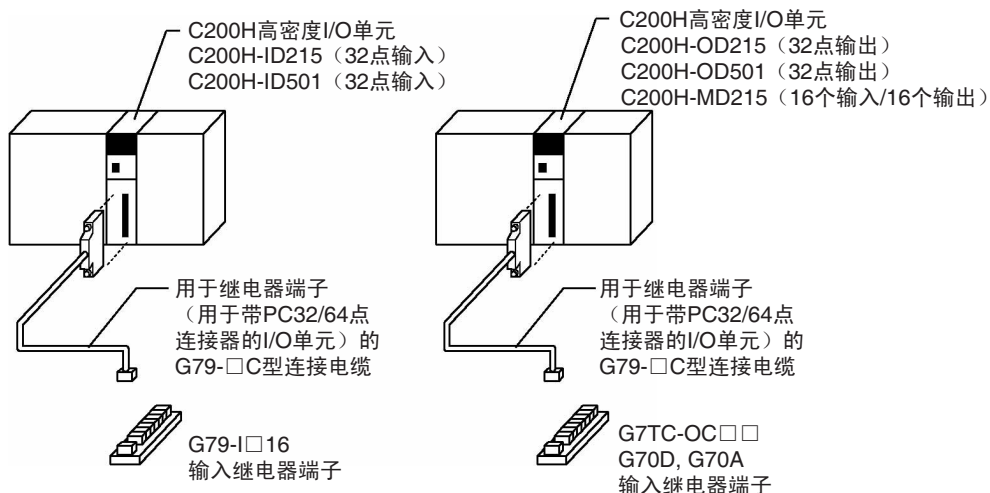 C200H高密度I/O单元
C200H-ID215（32点输入）
C200H-ID501（32点输入）
用于继电器端子
（用于带PC32/64点
连接器的I/O单元）的
G79-□C型连接电缆
G79-I□16
输入继电器端子
C200H高密度I/O单元
C200H-OD215（32点输出）
C200H-OD501（32点输出）
C200H-MD215（16个输入/16个输出）
用于继电器端子
（用于带PC32/64点
连接器的I/O单元）的
G79-□C型连接电缆
G7TC-OC□□
G70D, G70A
输入继电器端子